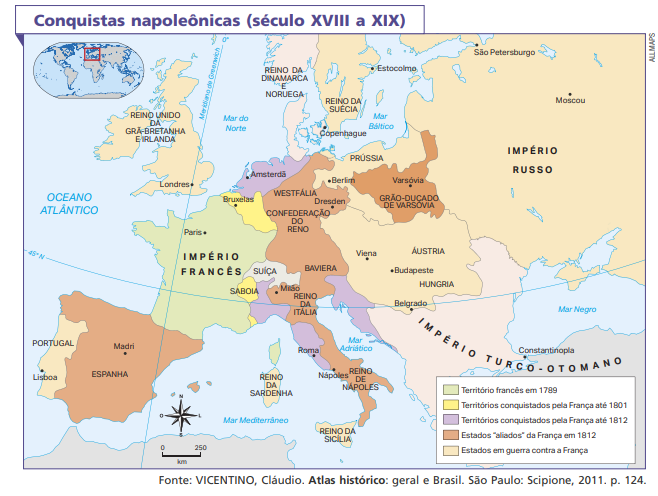 Conquistas napoleônicas (século XVIII a XIX)
ALLMAPS
Meridiano de Greenwich
São Petersburgo
Estocolmo
REINO DA
DINAMARCA
E
NORUEGA
Moscou
REINO DA
SUÉCIA
REINO UNIDO
DA
GRÃ-BRETANHA
E IRLANDA
Mar do
Norte
Mar
Báltico
Copenhague
IMPÉRIO
RUSSO
PRÚSSIA
Amsterdã
Berlim
Varsóvia
Londres
WESTFÁLIA
Dresden
GRÃO-DUCADO
DE VARSÓVIA
OCEANO
ATLÂNTICO
Bruxelas
CONFEDERAÇÃO
DO
RENO
Paris
45° N
IMPÉRIO
FRANCÊS
Viena
ÁUSTRIA
SUÍÇA
BAVIERA
Budapeste
HUNGRIA
SABOIA
Milão
REINO
DA
ITÁLIA
Belgrado
Mar Negro
PORTUGAL
Madri
Lisboa
ESPANHA
Mar
Adriático
Roma
IMPÉRIO TURCO-OTOMANO
Constantinopla
Nápoles
REINO
DE
NÁPOLES
REINO
DA
SARDENHA
N
O
L
S
Mar Mediterrâneo
REINO DA
SICÍLIA
0 250
km
Território francês em 1789
Territórios conquistados pela França até 1801
Territórios conquistados pela França até 1812
Estados "aliados" da França em 1812
Estados em guerra contra a França
Fonte: VICENTINO, Cláudio. Atlas histórico: geral e Brasil. São Paulo: Scipione, 2011. p. 124.